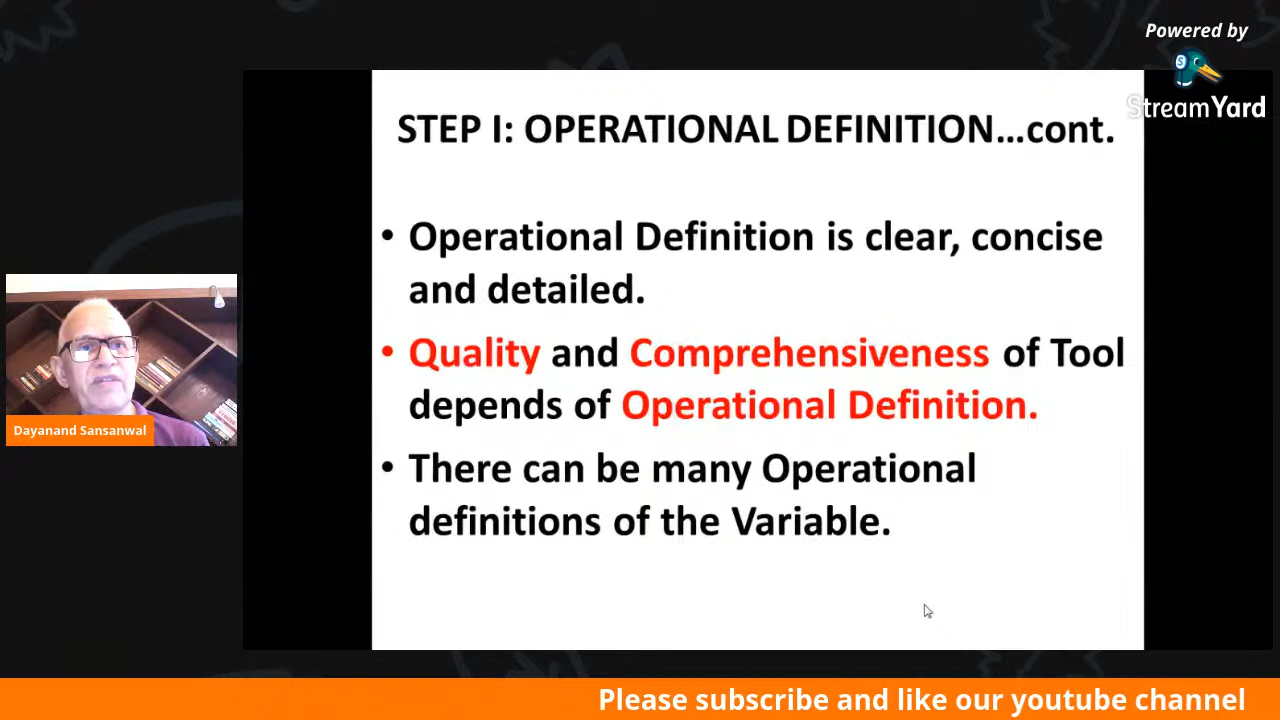 Powered by
StreamYard
STEP I: OPERATIONAL DEFINITION...cont.
• Operational Definition is clear, concise
and detailed.
• Quality and Comprehensiveness of Tool
depends of Operational Definition.
• There can be many Operational
definitions of the Variable.
Dayanand Sansanwal
Please subscribe and like our youtube channel